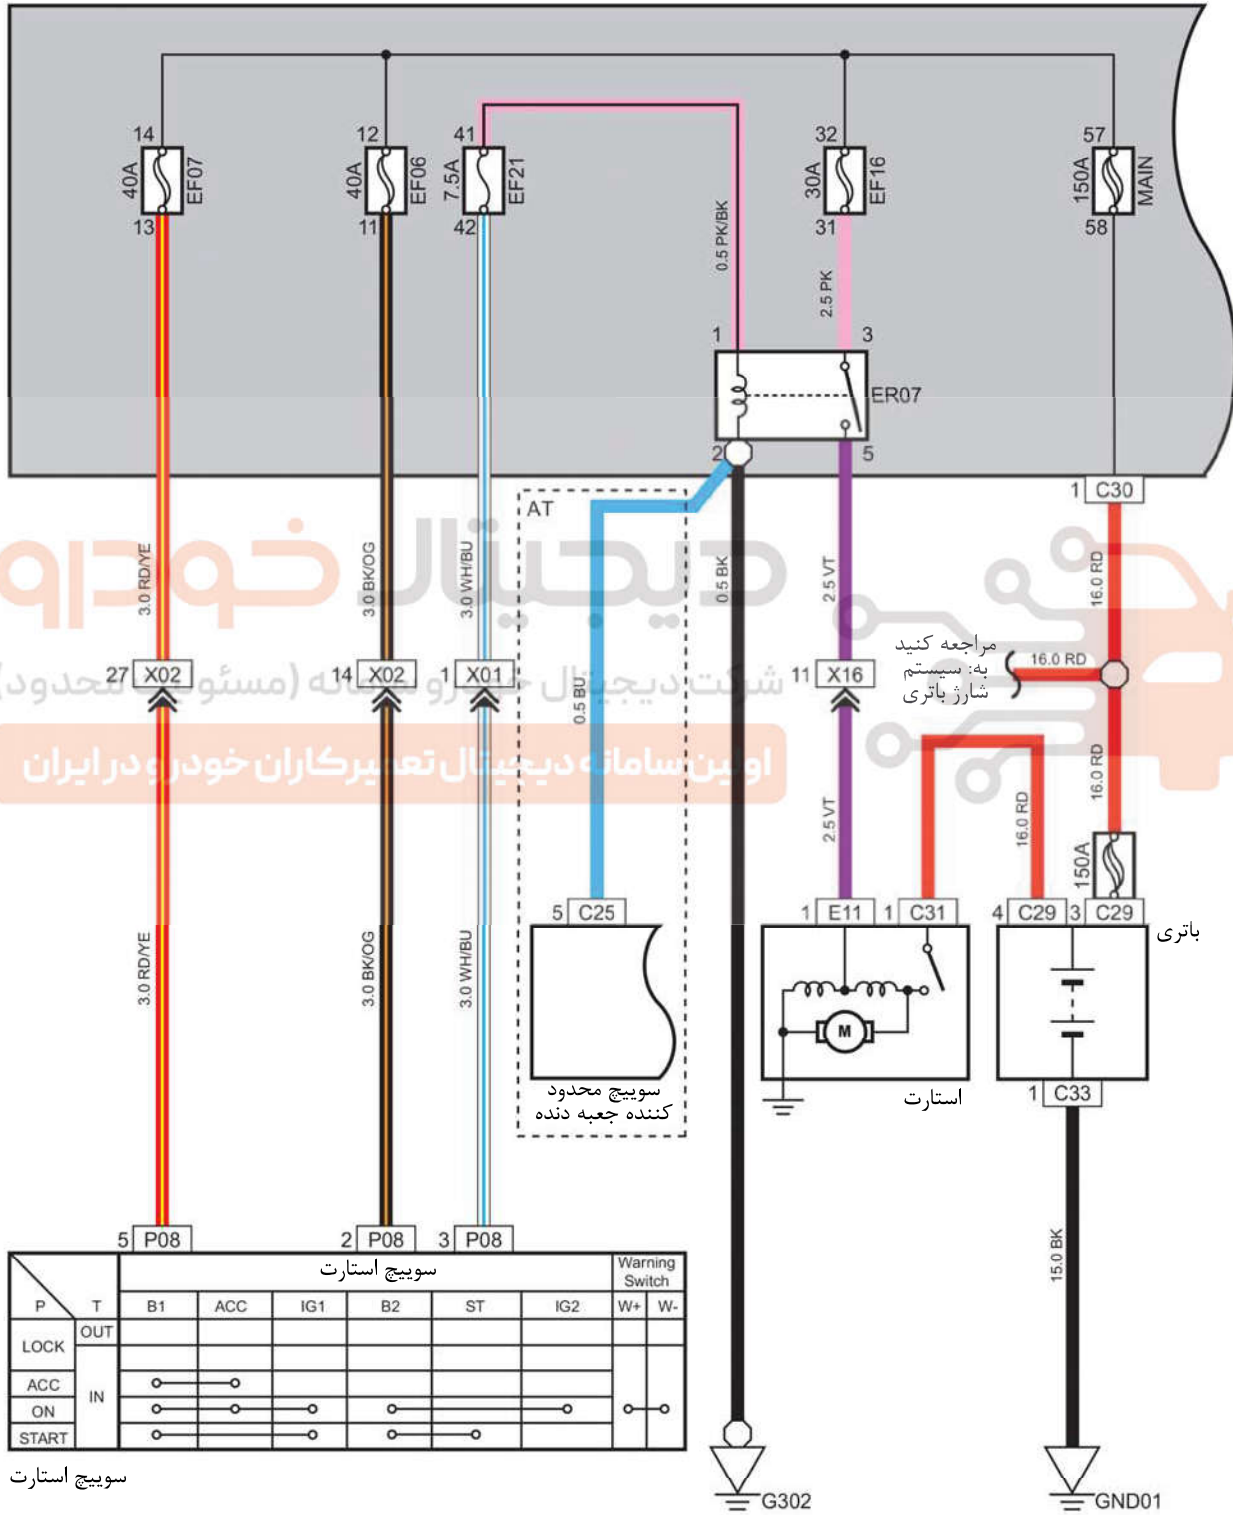 14
12
41
32
57
40A
EF07
40A
EF06
7.5A
EF21
30A
EF16
150A
MAIN
13
11
42
31
58
0.5 PK/BK
2.5 PK
1
3
ER07
2
5
1 C30
AT
3.0 RD/YE
3.0 BK/OG
3.0 WH/BU
0.5 BK
2.5 VT
16.0 RD
دیجیتال خودرو
شرکت دیجیتال خودرو سامانه (مسئولیت محدود)
اولین سامانه دیجیتال تعمیرکاران خودرو در ایران
مراجعه کنید
به: سیستم
شارژ باتری
16.0 RD
27 X02
14 X02
1 X01
11 X16
0.5 BU
2.5 VT
16.0 RD
16.0 RD
150A
5 C25
1 E11
1 C31
4 C29
3 C29
باتری
3.0 RD/YE
3.0 BK/OG
3.0 WH/BU
M
سوییچ محدود
کننده جعبه دنده
استارت
1 C33
15.0 BK
5 P08
2 P08
3 P08
سوییچ استارت
Warning
Switch
P T B1 ACC IG1 B2 ST IG2 W+ W-
LOCK
OUT
ACC
IN
ON
START
سوییچ استارت
G302
GND01